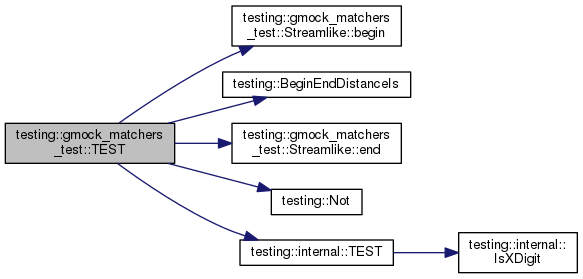 testing::gmock_matchers
_test::Streamlike::begin
testing::BeginEndDistanceIs
testing::gmock_matchers
_test::TEST
testing::gmock_matchers
_test::Streamlike::end
testing::Not
testing::internal::TEST
testing::internal::
IsXDigit